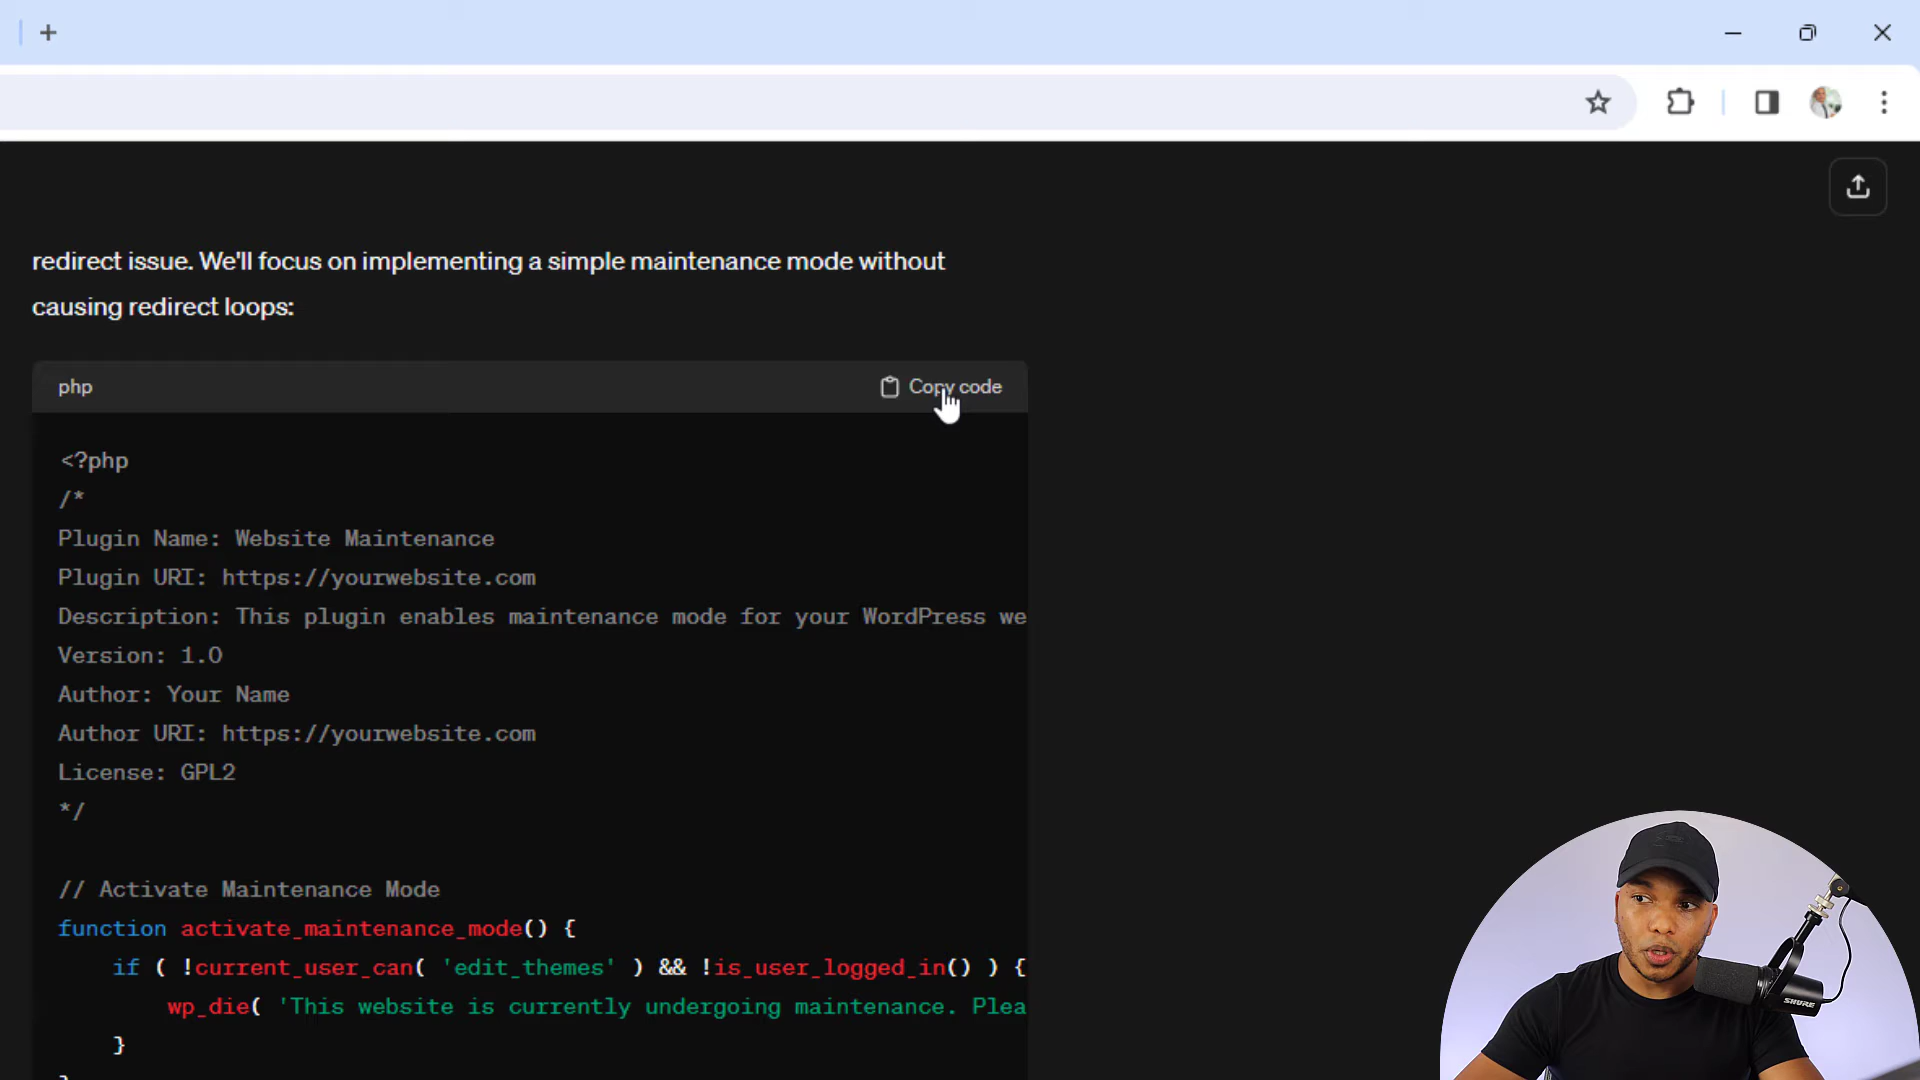 redirect issue. We'll focus on implementing a simple maintenance mode without
causing redirect loops:
php
Copy code
<?php
/*
Plugin Name: Website Maintenance
Plugin URI: https://yourwebsite.com
Description: This plugin enables maintenance mode for your WordPress we
Version: 1.0
Author: Your Name
Author URI: https://yourwebsite.com
License: GPL2
*/
// Activate Maintenance Mode
function activate_maintenance_mode() {
if ( !current_user_can( 'edit_themes' ) && !is_user_logged_in() ) {
wp_die( 'This website is currently undergoing maintenance. Plea
}
}
SHURE